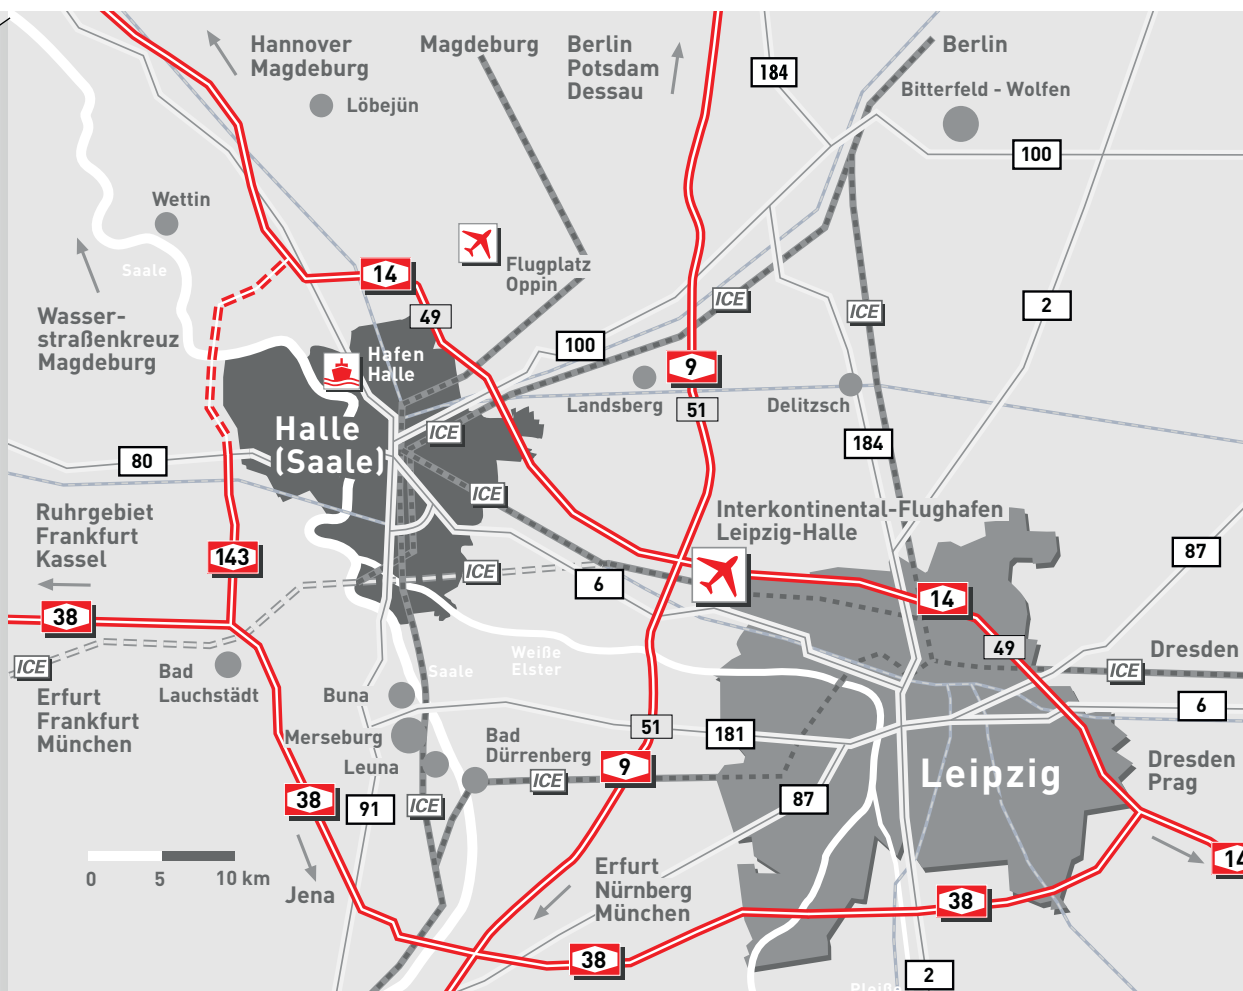 Hannover
Magdeburg
Magdeburg
Berlin
Potsdam
Dessau
Berlin
184
Bitterfeld - Wolfen
Löbejün
100
Wettin
Saale
14
Flugplatz
Oppin
ICE
ICE
2
Wasser-
straßenkreuz
Magdeburg
49
100
Hafen
Halle
9
Landsberg
51
Delitzsch
Halle
(Saale)
ICE
184
80
ICE
Ruhrgebiet
Frankfurt
Kassel
Interkontinental-Flughafen
Leipzig-Halle
87
143
ICE
6
14
38
49
ICE
Bad
Lauchstädt
Saale
Weiße
Elster
Dresden
ICE
Erfurt
Frankfurt
München
Buna
6
Merseburg
Bad
Dürrenberg
51
181
Leuna
ICE
9
Leipzig
Dresden
Prag
38
91
ICE
87
0
5
10 km
Jena
Erfurt
Nürnberg
München
14
38
38
2
Pleiße